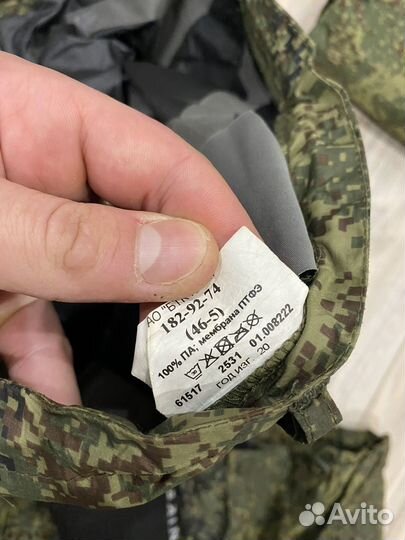 АО "БТК
182-92-74
(46-5)
100% ПА; мембрана ПТФЭ
61517 2531 01.008222
ГОД ИЗГ. 20
Avito